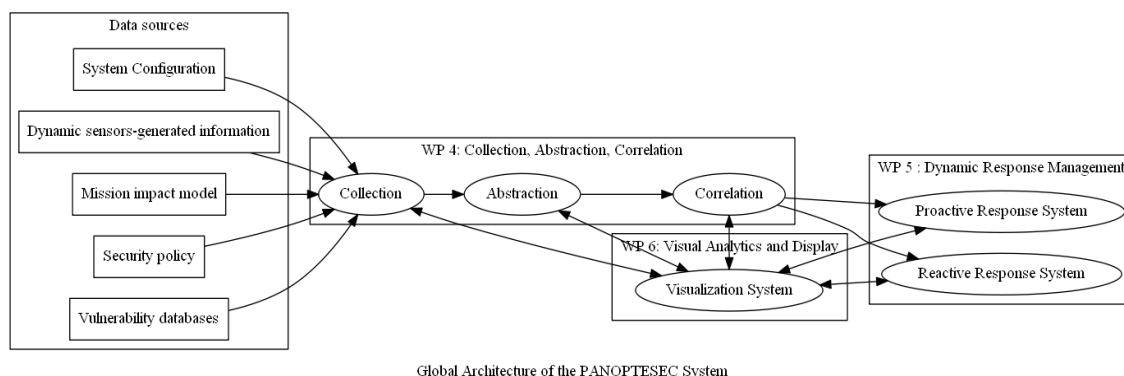 Data sources
System Configuration
Dynamic sensors-generated information
Mission impact model
Security policy
Vulnerability databases
WP 4: Collection, Abstraction, Correlation
Collection
Abstraction
Correlation
WP 6: Visual Analytics and Display
Visualization System
WP 5 : Dynamic Response Management
Proactive Response System
Reactive Response System
Global Architecture of the PANOPTESEC System